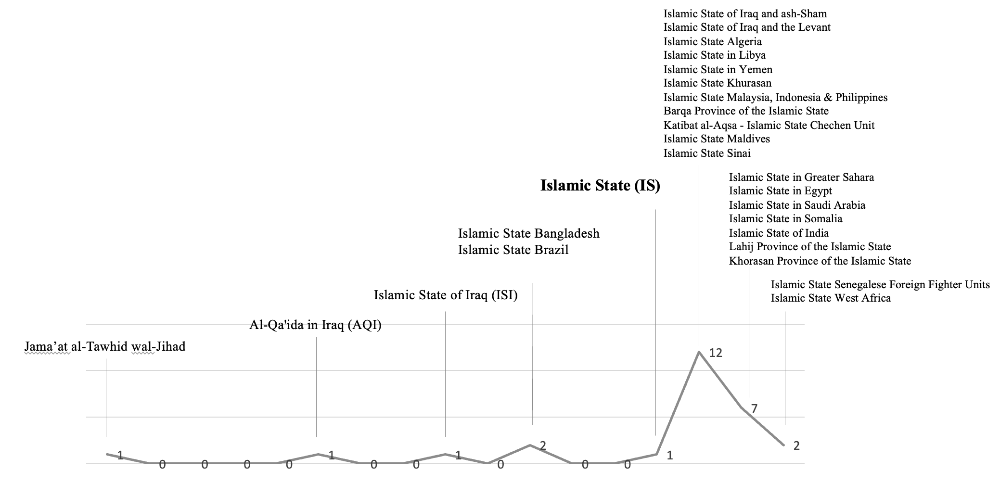 Islamic State of Iraq and ash-Sham
Islamic State of Iraq and the Levant
Islamic State Algeria
Islamic State in Libya
Islamic State in Yemen
Islamic State Khurasan
Islamic State Malaysia, Indonesia & Philippines
Barqa Province of the Islamic State
Katibat al-Aqsa - Islamic State Chechen Unit
Islamic State Maldives
Islamic State Sinai
Islamic State in Greater Sahara
Islamic State in Egypt
Islamic State in Saudi Arabia
Islamic State in Somalia
Islamic State of India
Lahij Province of the Islamic State
Khorasan Province of the Islamic State
Islamic State (IS)
Islamic State Bangladesh
Islamic State Brazil
Islamic State Senegalese Foreign Fighter Units
Islamic State West Africa
Islamic State of Iraq (ISI)
Al-Qa'ida in Iraq (AQI)
Jama’at al-Tawhid wal-Jihad
1
0
0
0
0
1
0
0
1
0
2
0
0
1
12
7
2